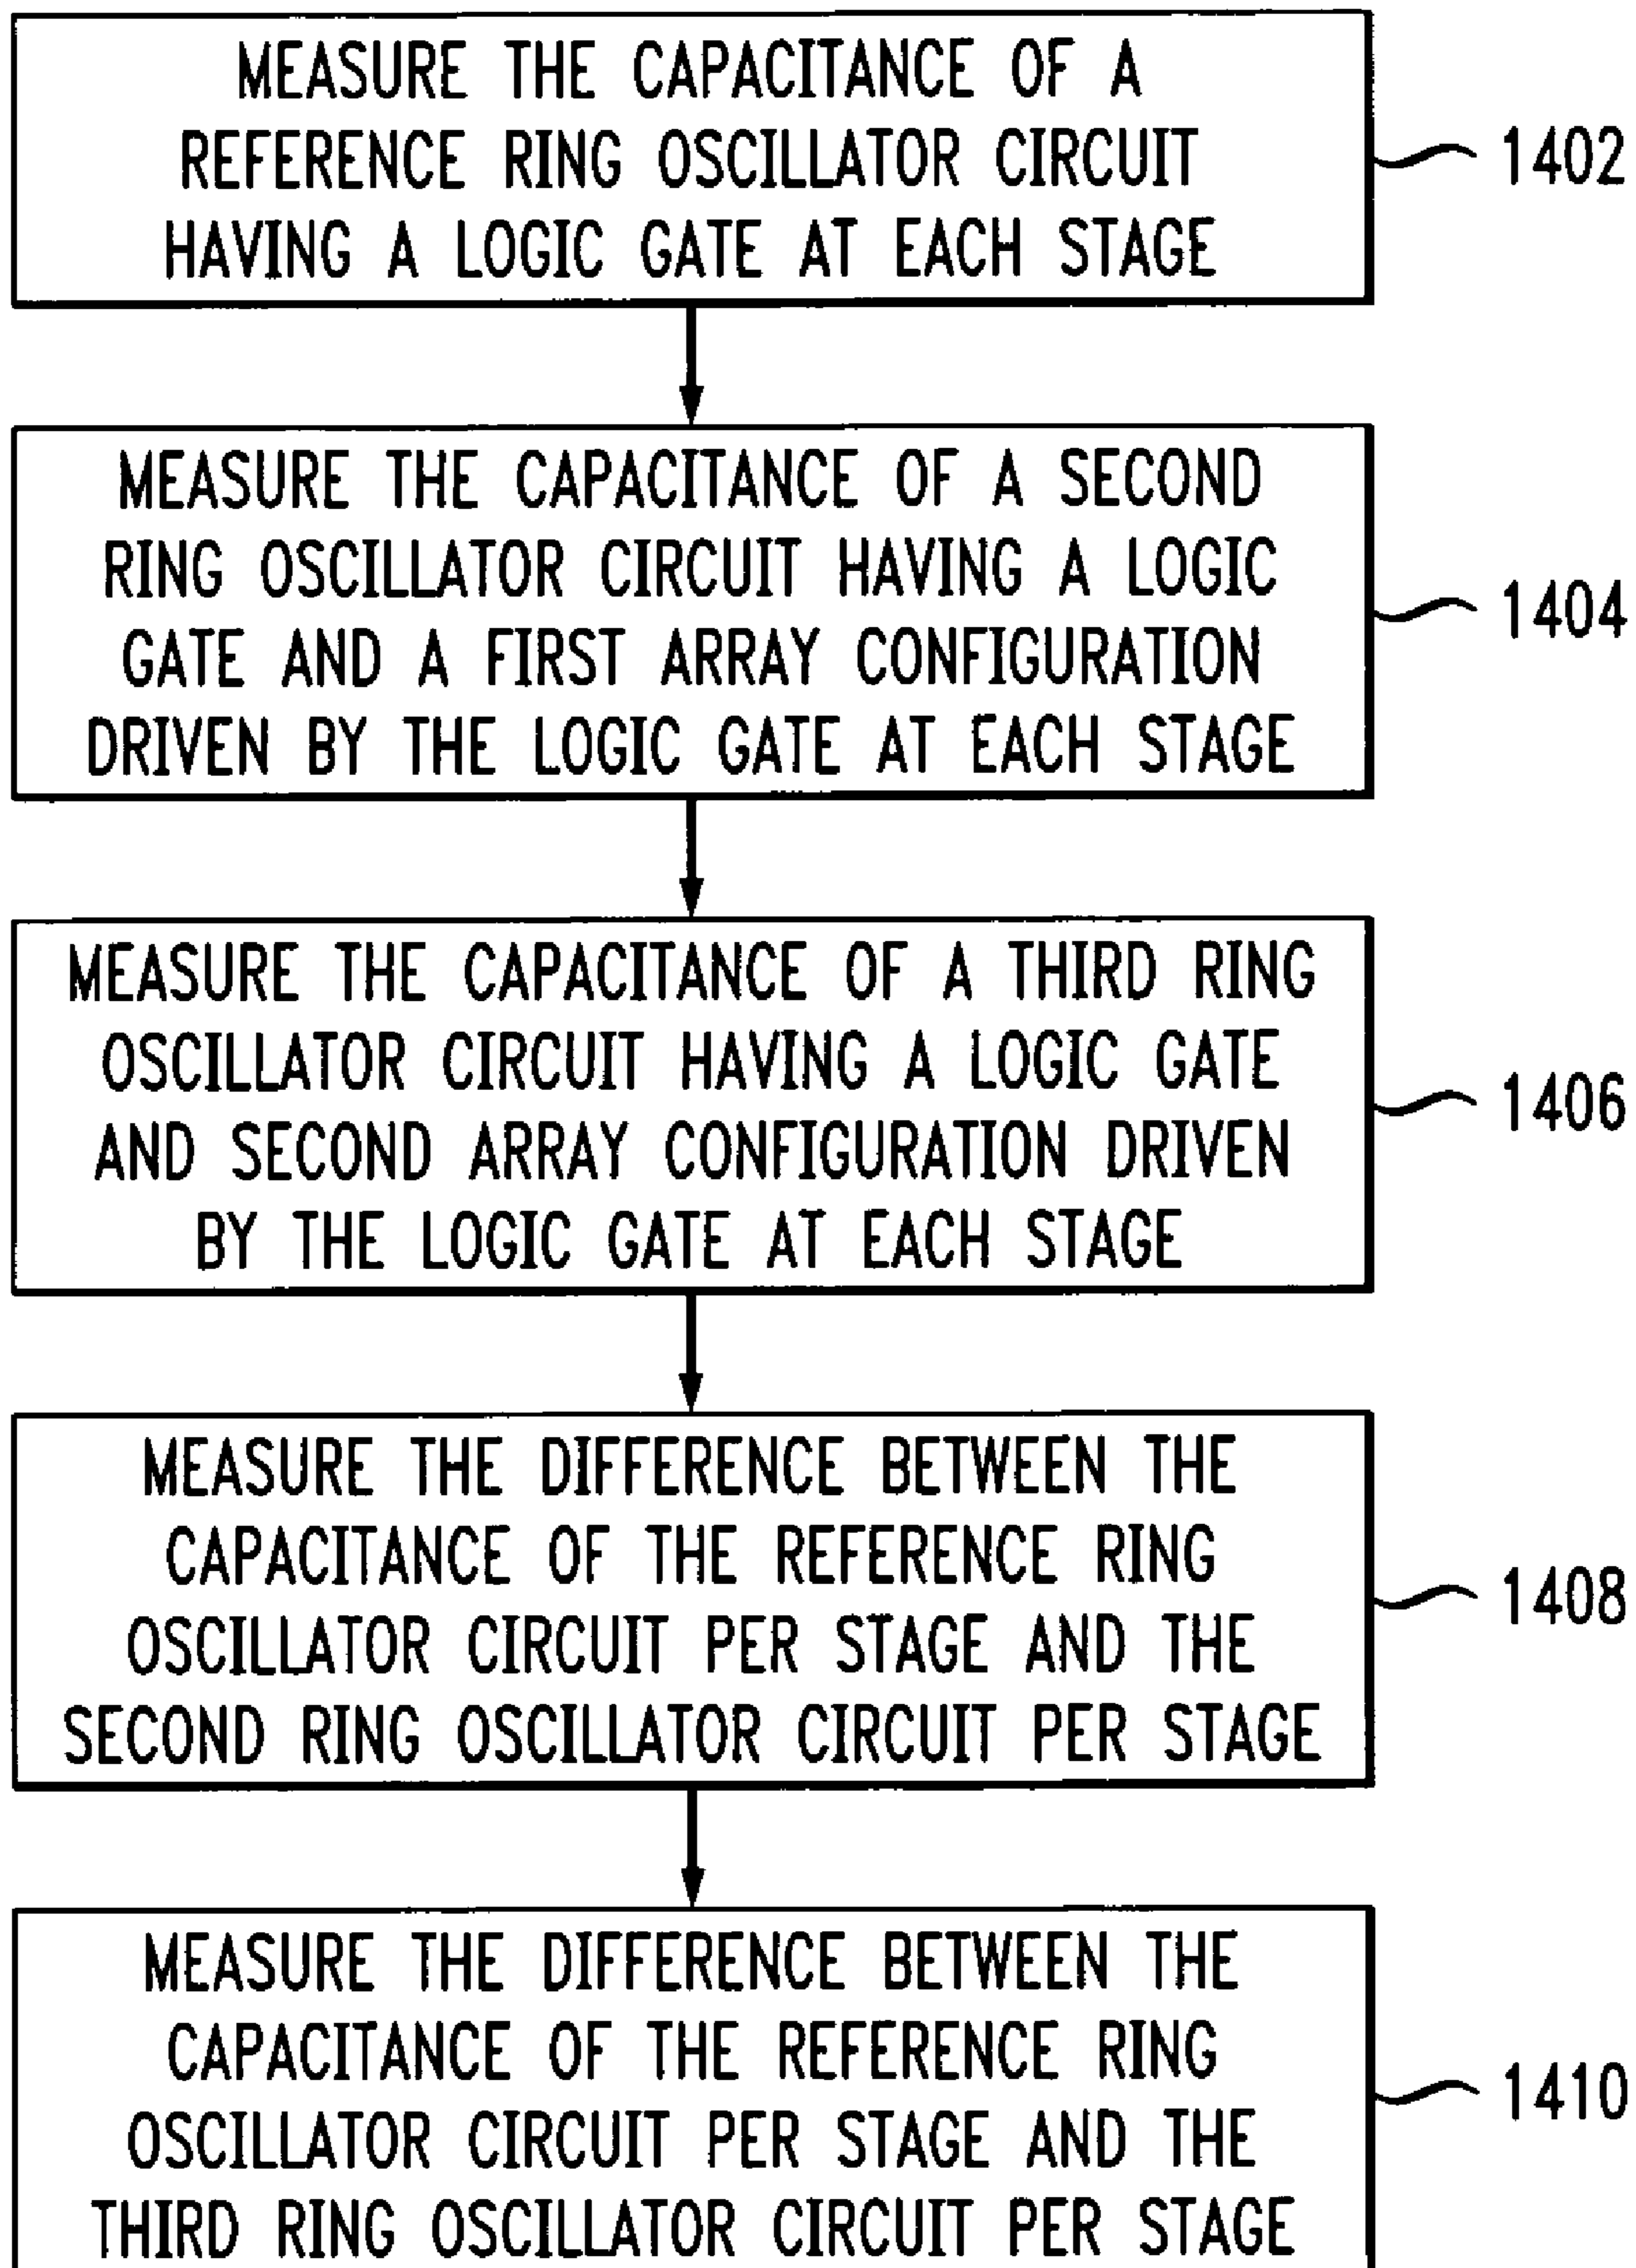 MEASURE THE CAPACITANCE OF A
REFERENCE RING OSCILLATOR CIRCUIT
HAVING A LOGIC GATE AT EACH STAGE
1402
MEASURE THE CAPACITANCE OF A SECOND
RING OSCILLATOR CIRCUIT HAVING A LOGIC
GATE AND A FIRST ARRAY CONFIGURATION
DRIVEN BY THE LOGIC GATE AT EACH STAGE
1404
MEASURE THE CAPACITANCE OF A THIRD RING
OSCILLATOR CIRCUIT HAVING A LOGIC GATE
AND SECOND ARRAY CONFIGURATION DRIVEN
BY THE LOGIC GATE AT EACH STAGE
1406
MEASURE THE DIFFERENCE BETWEEN THE
CAPACITANCE OF THE REFERENCE RING
OSCILLATOR CIRCUIT PER STAGE AND THE
SECOND RING OSCILLATOR CIRCUIT PER STAGE
1408
MEASURE THE DIFFERENCE BETWEEN THE
CAPACITANCE OF THE REFERENCE RING
OSCILLATOR CIRCUIT PER STAGE AND THE
THIRD RING OSCILLATOR CIRCUIT PER STAGE
1410